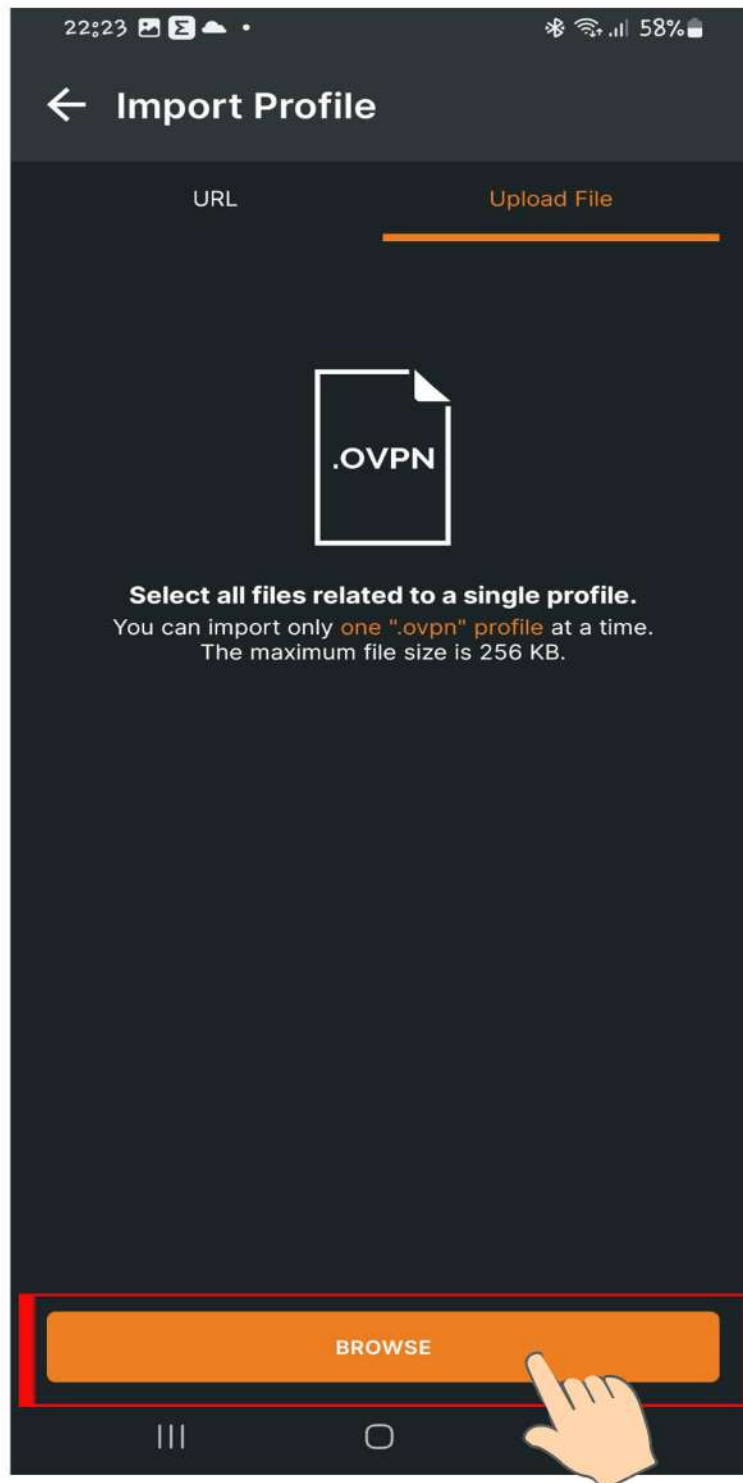 22:23
58%
Import Profile
URL
Upload File
.OVPN
Select all files related to a single profile.
You can import only one ".ovpn" profile at a time.
The maximum file size is 256 KB.
BROWSE